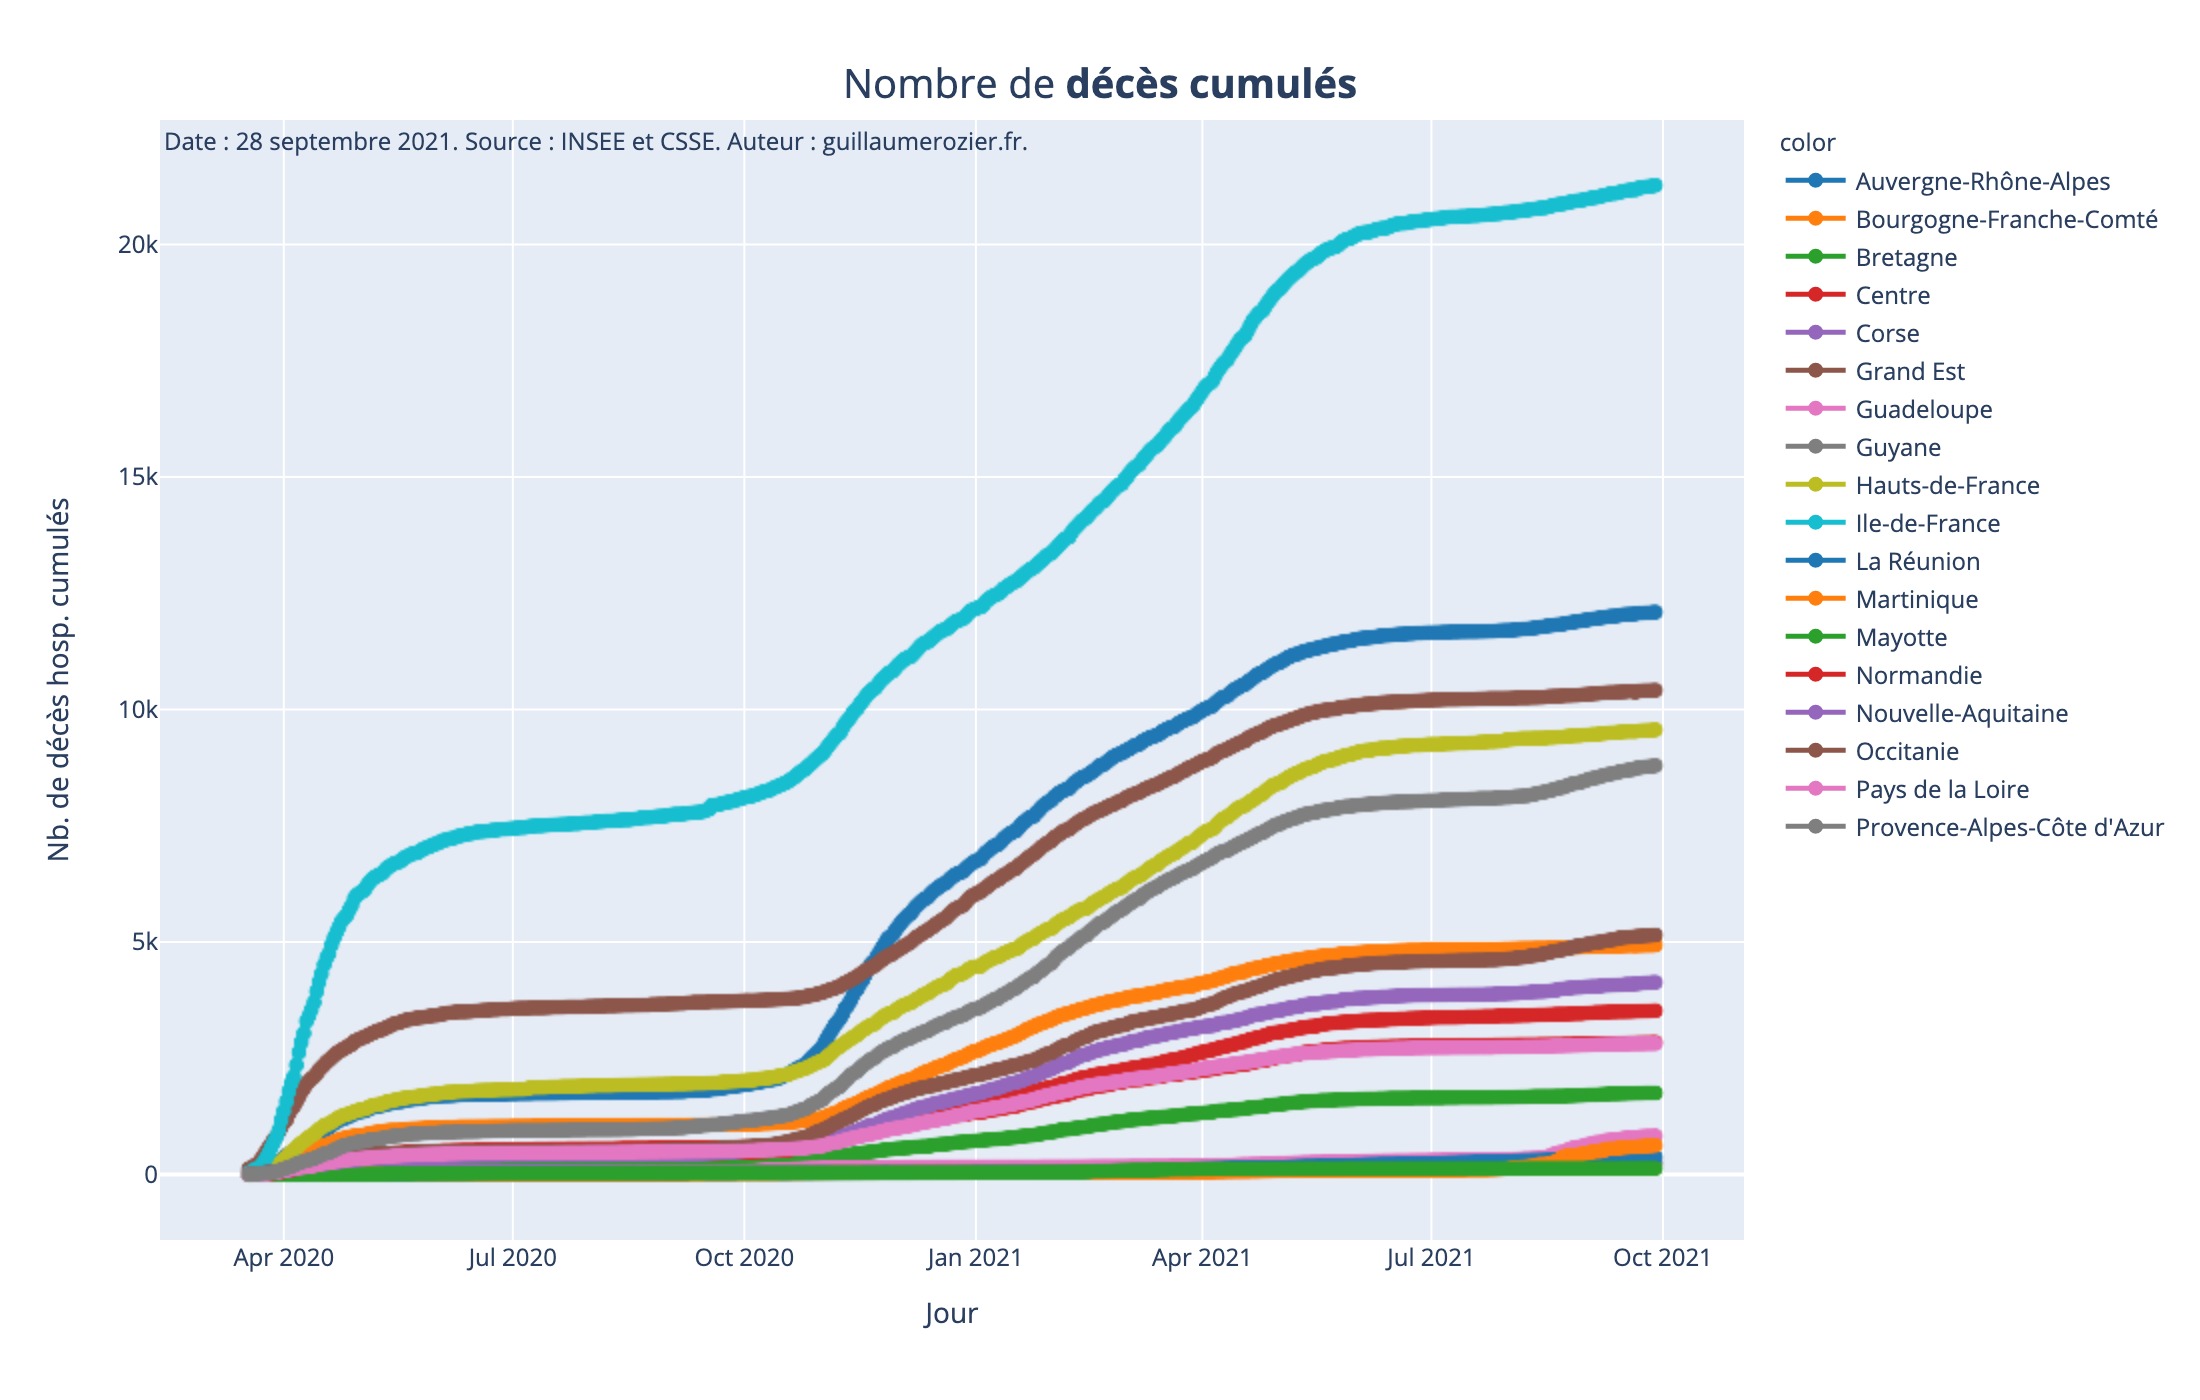 Nombre de décès cumulés
Date : 28 septembre 2021. Source : INSEE et CSSE. Auteur : guillaumerozier.fr.
color
Auvergne-Rhône-Alpes
Bourgogne-Franche-Comté
Bretagne
Centre
Corse
Grand Est
Guadeloupe
Guyane
Hauts-de-France
Ile-de-France
La Réunion
Martinique
Mayotte
Normandie
Nouvelle-Aquitaine
Occitanie
Pays de la Loire
Provence-Alpes-Côte d'Azur
Nb. de décès hosp. cumulés
20k
15k
10k
5k
0
Apr 2020
Jul 2020
Oct 2020
Jan 2021
Apr 2021
Jul 2021
Oct 2021
Jour